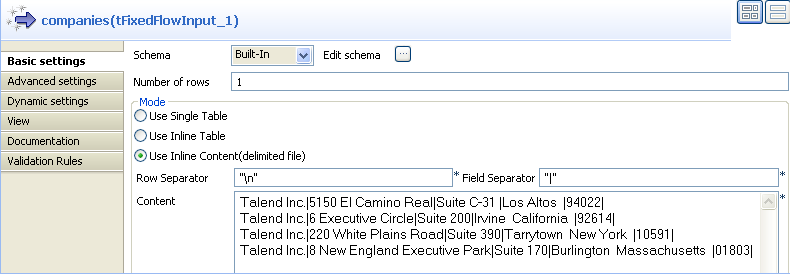 companies(tFixedFlowInput_1)
Basic settings
Advanced settings
Dynamic settings
View
Documentation
Validation Rules
Schema Built-In Edit schema ...
Number of rows 1
Mode
Use Single Table
Use Inline Table
Use Inline Content(delimited file)
Row Separator "\n" * Field Separator "|" *
Content
Talend Inc.|5150 El Camino Real|Suite C-31 |Los Altos |94022|
Talend Inc.|6 Executive Circle|Suite 200|Irvine California |92614|
Talend Inc.|220 White Plains Road|Suite 390|Tarrytown New York |10591|
Talend Inc.|8 New England Executive Park|Suite 170|Burlington Massachusetts |01803|
*